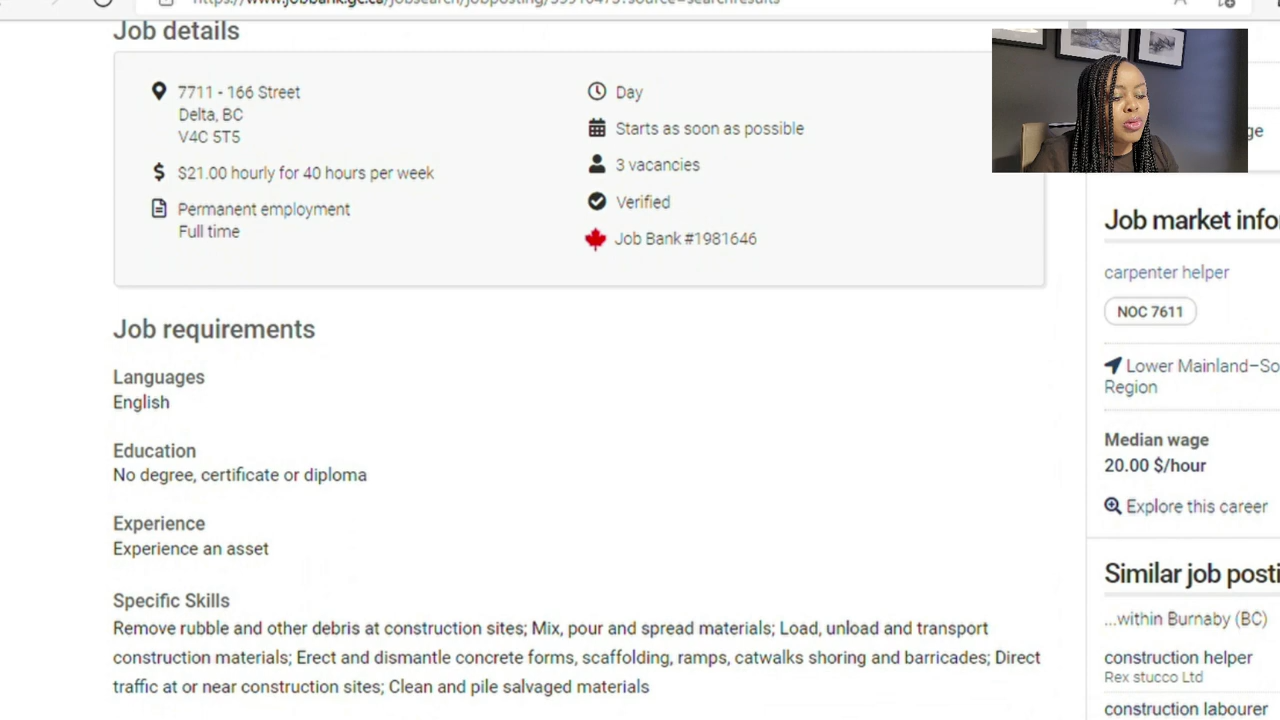 Job details
7711 - 166 Street
Delta, BC
V4C 5T5
$21.00 hourly for 40 hours per week
Permanent employment
Full time
Day
Starts as soon as possible
3 vacancies
Verified
Job Bank #1981646
Job requirements
Languages
English
Education
No degree, certificate or diploma
Experience
Experience an asset
Specific Skills
Remove rubble and other debris at construction sites; Mix, pour and spread materials; Load, unload and transport
construction materials; Erect and dismantle concrete forms, scaffolding, ramps, catwalks shoring and barricades; Direct
traffic at or near construction sites; Clean and pile salvaged materials
Job market info
carpenter helper
NOC 7611
Lower Mainland–So
Region
Median wage
20.00 $/hour
Explore this career
Similar job posti
...within Burnaby (BC)
construction helper
Rex stucco Ltd
construction labourer